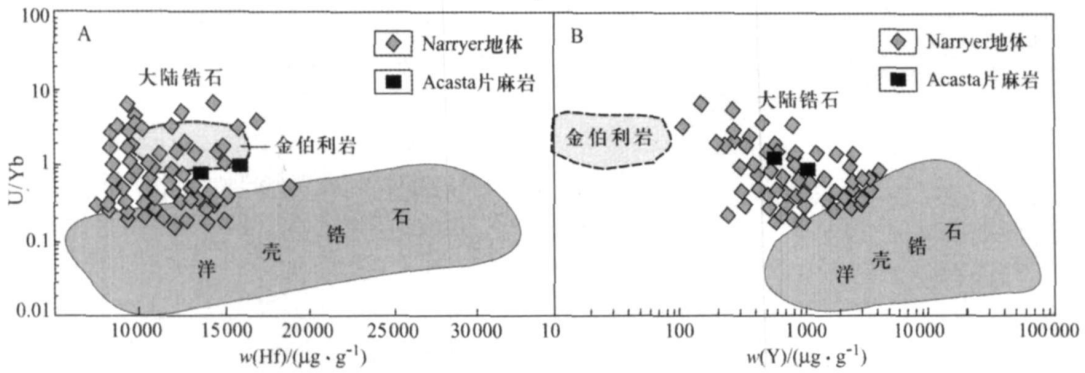 A
Narryer地体
Acasta片麻岩
大陆锆石
金伯利岩
洋壳锆石
U/Yb
100
10
1
0.1
0.01
10000
15000
20000
25000
30000
w(Hf)/(μg · g⁻¹)
B
Narryer地体
Acasta片麻岩
大陆锆石
金伯利岩
洋壳锆石
10
100
1000
10000
100000
w(Y)/(μg · g⁻¹)